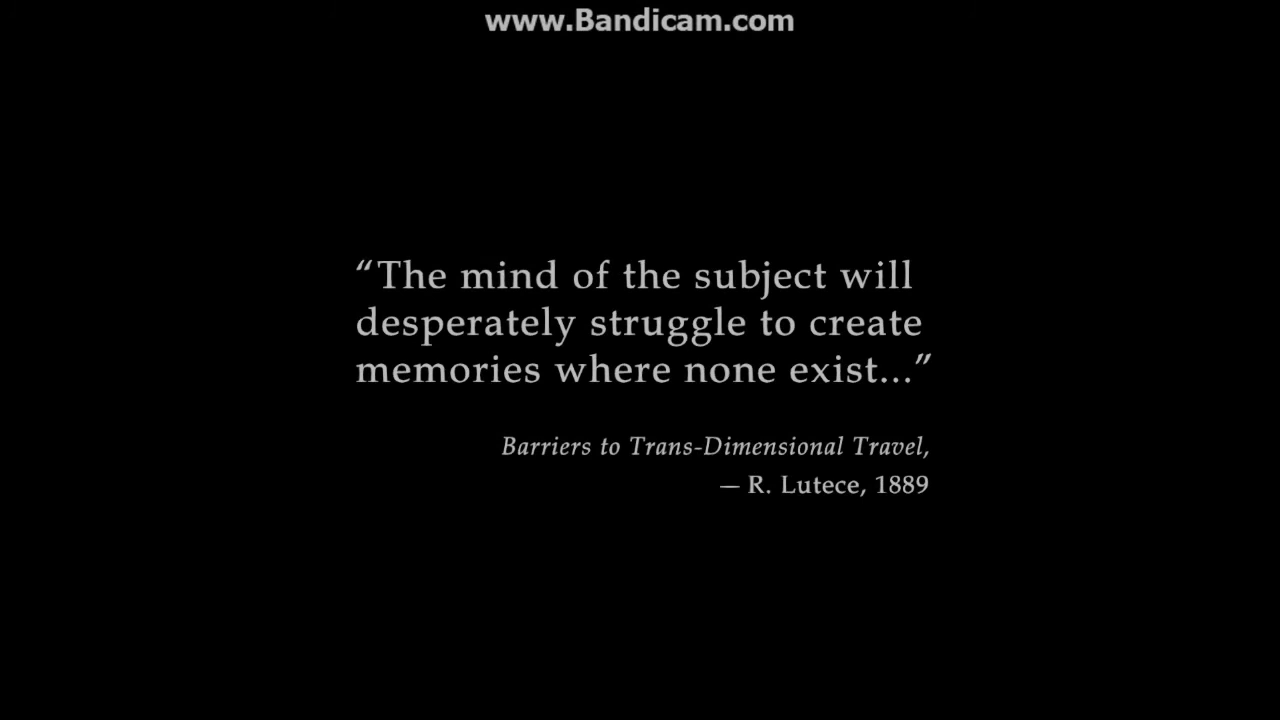 www.Bandicam.com
“The mind of the subject will
desperately struggle to create
memories where none exist...”
Barriers to Trans-Dimensional Travel,
— R. Lutece, 1889